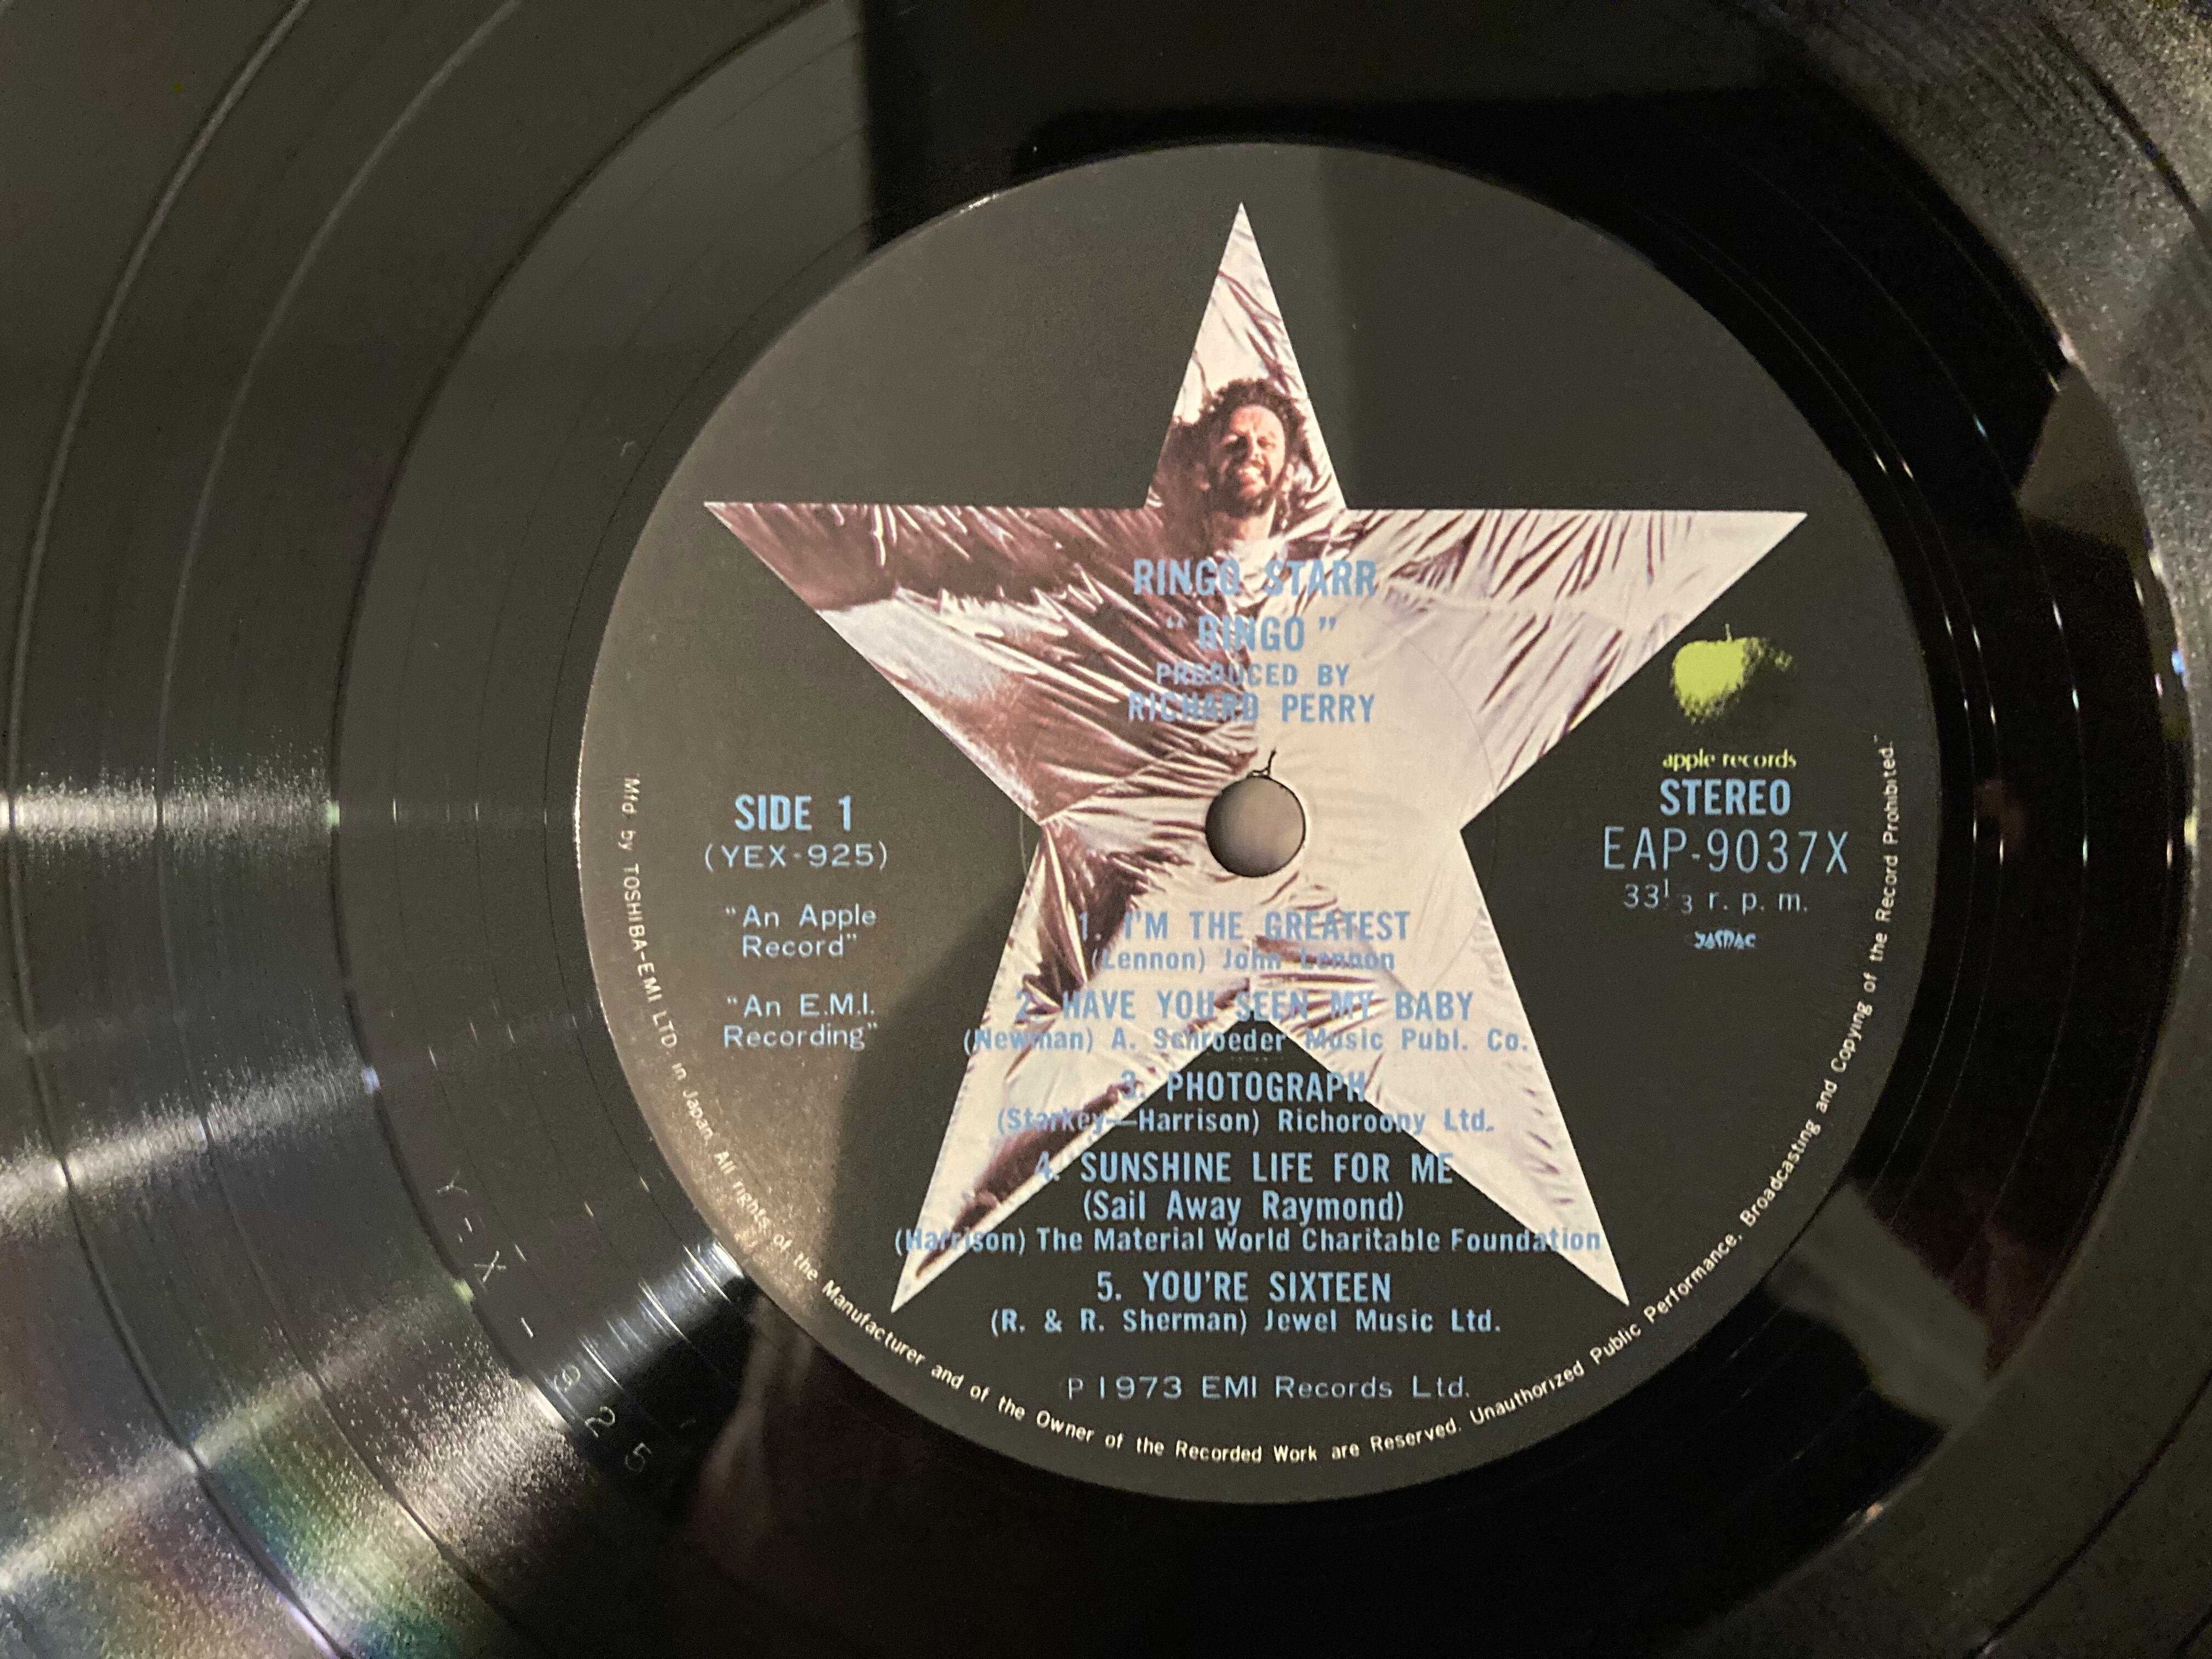 RINGO STARR
"RINGO"
PRODUCED BY
RICHARD PERRY
SIDE 1
(YEX-925)
"An Apple
Record"
"An E.M.I.
Recording"
apple records
STEREO
EAP-9037X
33 1/3 r. p. m.
1. I'M THE GREATEST
(Lennon) John Lennon
2. HAVE YOU SEEN MY BABY
(Newman) A. Schroeder Music Publ. Co.
3. PHOTOGRAPH
(Starkey—Harrison) Richoroony Ltd.
4. SUNSHINE LIFE FOR ME
(Sail Away Raymond)
(Harrison) The Material World Charitable Foundation
5. YOU'RE SIXTEEN
(R. & R. Sherman) Jewel Music Ltd.
P 1973 EMI Records Ltd.
Mfd. by TOSHIBA-EMI LTD. in Japan. All rights of the Manufacturer and of the Owner of the Recorded Work are Reserved. Unauthorized Public Performance, Broadcasting and Copying of the Record Prohibited.
YEX-925